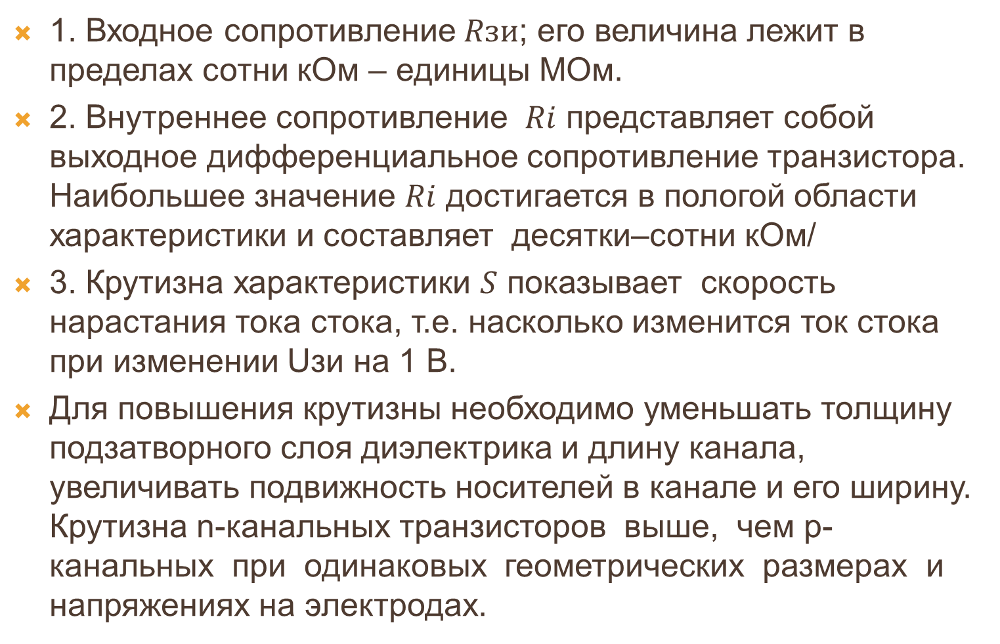 1. Входное сопротивление Rзи; его величина лежит в
пределах сотни кОм – единицы МОм.
2. Внутреннее сопротивление Ri представляет собой
выходное дифференциальное сопротивление транзистора.
Наибольшее значение Ri достигается в пологой области
характеристики и составляет десятки–сотни кОм/
3. Крутизна характеристики S показывает скорость
нарастания тока стока, т.е. насколько изменится ток стока
при изменении Uзи на 1 В.
Для повышения крутизны необходимо уменьшать толщину
подзатворного слоя диэлектрика и длину канала,
увеличивать подвижность носителей в канале и его ширину.
Крутизна n-канальных транзисторов выше, чем p-
канальных при одинаковых геометрических размерах и
напряжениях на электродах.